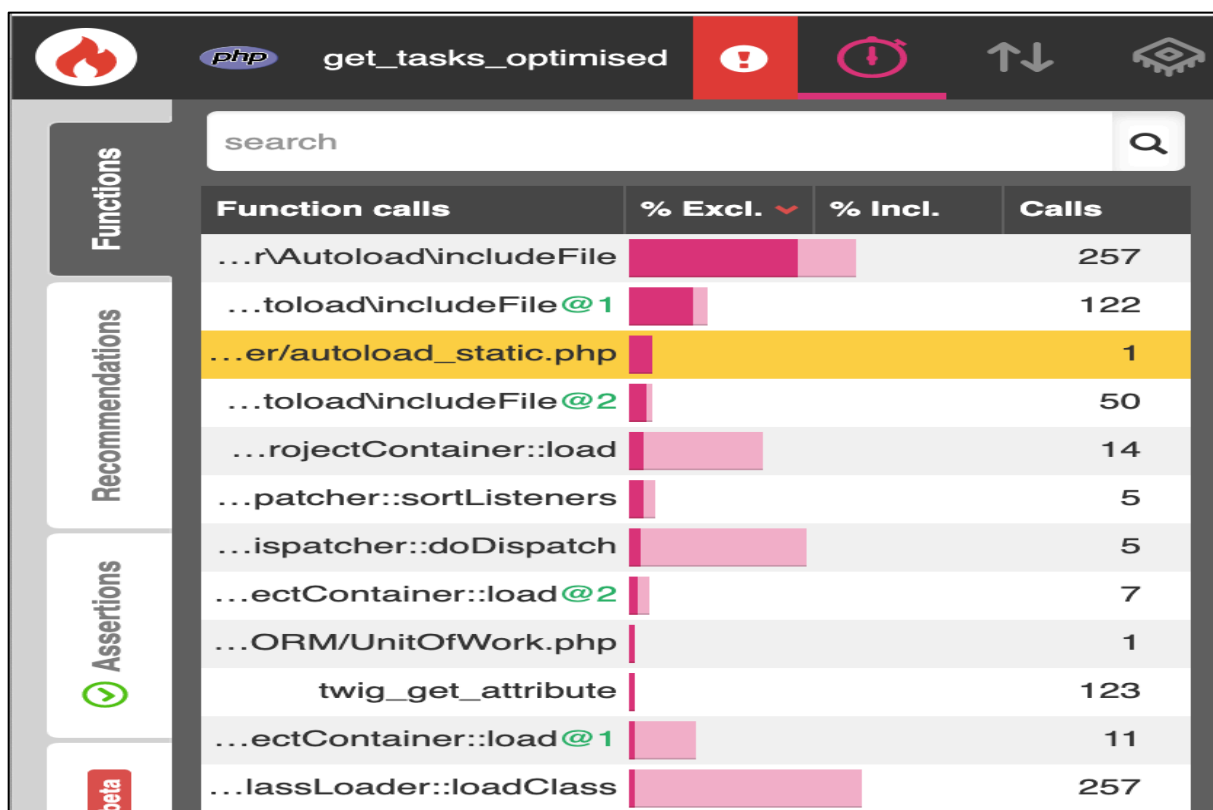 php get_tasks_optimised
search
Functions
Recommendations
Assertions
beta
Function calls % Excl. % Incl. Calls
...r\Autoload\includeFile 257
...toload\includeFile@1 122
...er/autoload_static.php 1
...toload\includeFile@2 50
...rojectContainer::load 14
...patcher::sortListeners 5
...ispatcher::doDispatch 5
...ectContainer::load@2 7
...ORM/UnitOfWork.php 1
twig_get_attribute 123
...ectContainer::load@1 11
...lassLoader::loadClass 257